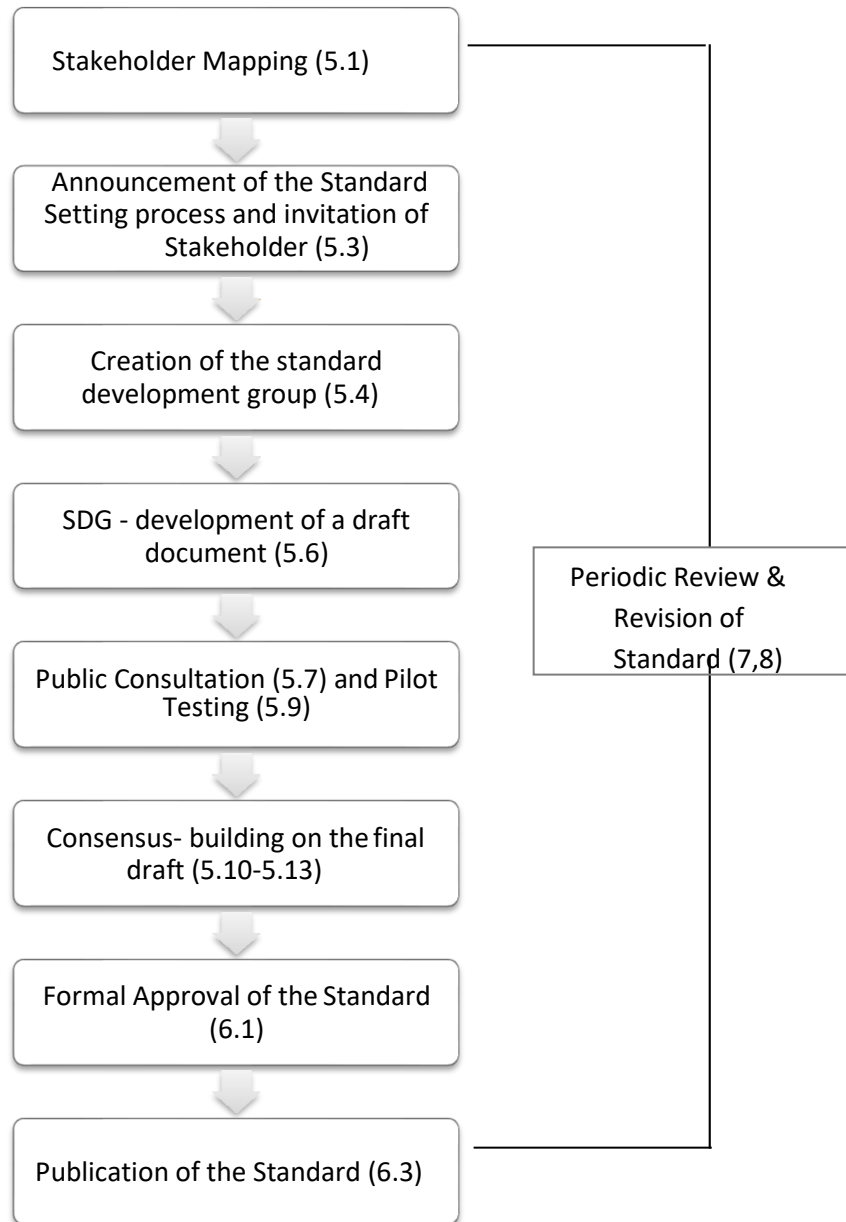 Stakeholder Mapping (5.1)
Announcement of the Standard
Setting process and invitation of
Stakeholder (5.3)
Creation of the standard
development group (5.4)
SDG - development of a draft
document (5.6)
Public Consultation (5.7) and Pilot
Testing (5.9)
Consensus- building on the final
draft (5.10-5.13)
Formal Approval of the Standard
(6.1)
Publication of the Standard (6.3)
Periodic Review &
Revision of
Standard (7,8)